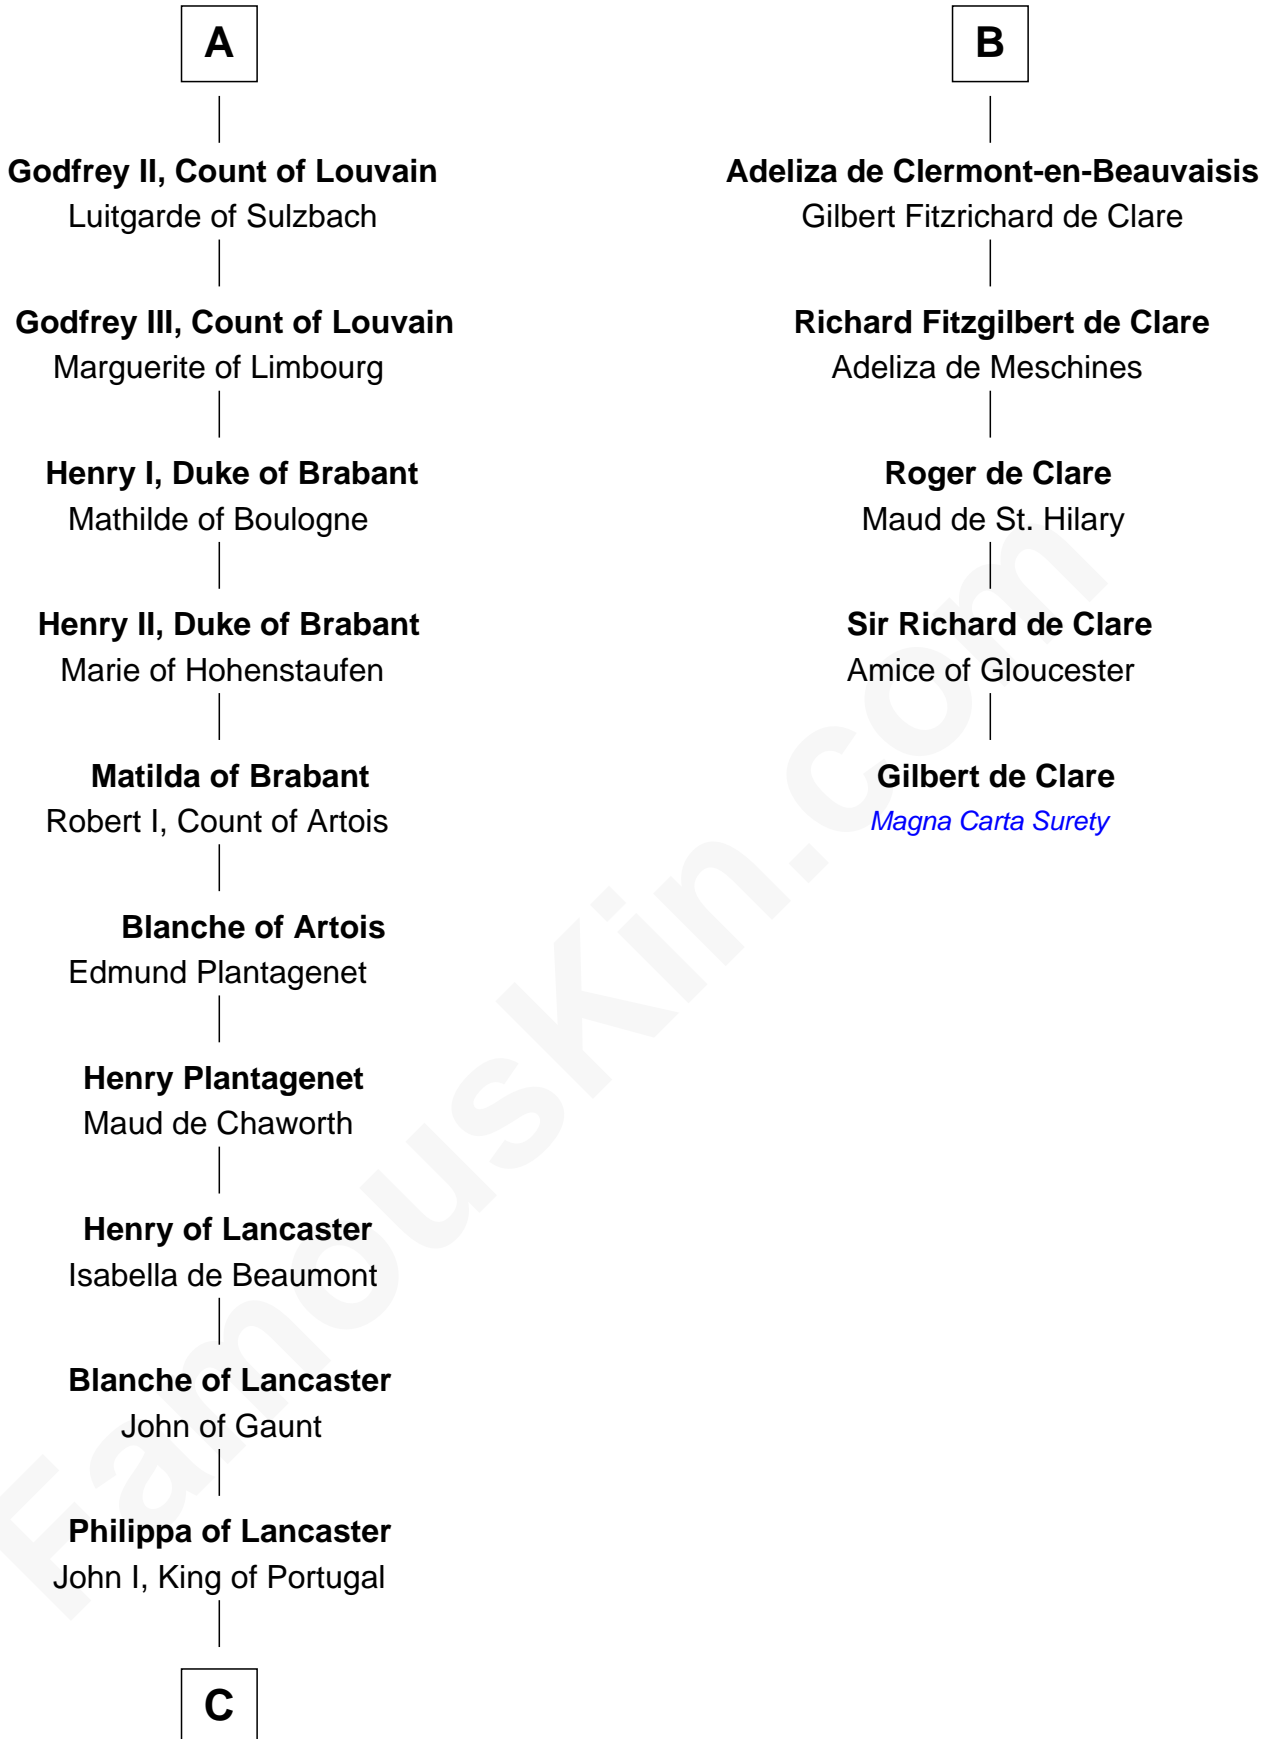 A
Godfrey II, Count of Louvain
Luitgarde of Sulzbach
Godfrey III, Count of Louvain
Marguerite of Limbourg
Henry I, Duke of Brabant
Mathilde of Boulogne
Henry II, Duke of Brabant
Marie of Hohenstaufen
Matilda of Brabant
Robert I, Count of Artois
Blanche of Artois
Edmund Plantagenet
Henry Plantagenet
Maud de Chaworth
Henry of Lancaster
Isabella de Beaumont
Blanche of Lancaster
John of Gaunt
Philippa of Lancaster
John I, King of Portugal
C
B
Adeliza de Clermont-en-Beauvaisis
Gilbert Fitzrichard de Clare
Richard Fitzgilbert de Clare
Adeliza de Meschines
Roger de Clare
Maud de St. Hilary
Sir Richard de Clare
Amice of Gloucester
Gilbert de Clare
Magna Carta Surety
FamousKin.com